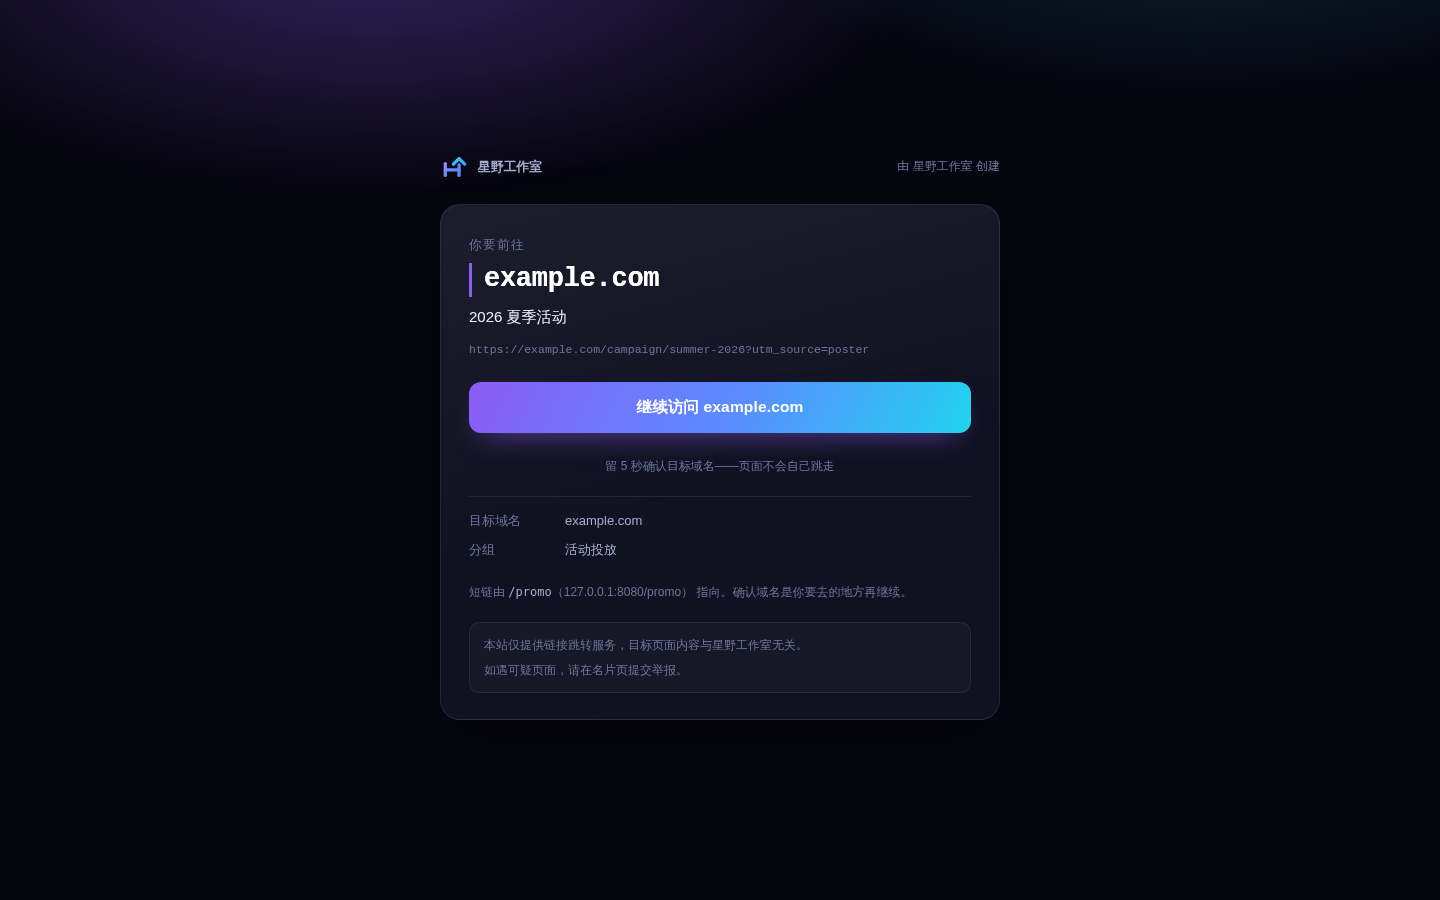 星野工作室
由 星野工作室 创建
你要前往
example.com
2026 夏季活动
https://example.com/campaign/summer-2026?utm_source=poster
继续访问 example.com
留 5 秒确认目标域名——页面不会自己跳走
目标域名 example.com
分组 活动投放
短链由 /promo（127.0.0.1:8080/promo） 指向。确认域名是你要去的地方再继续。
本站仅提供链接跳转服务，目标页面内容与星野工作室无关。
如遇可疑页面，请在名片页提交举报。